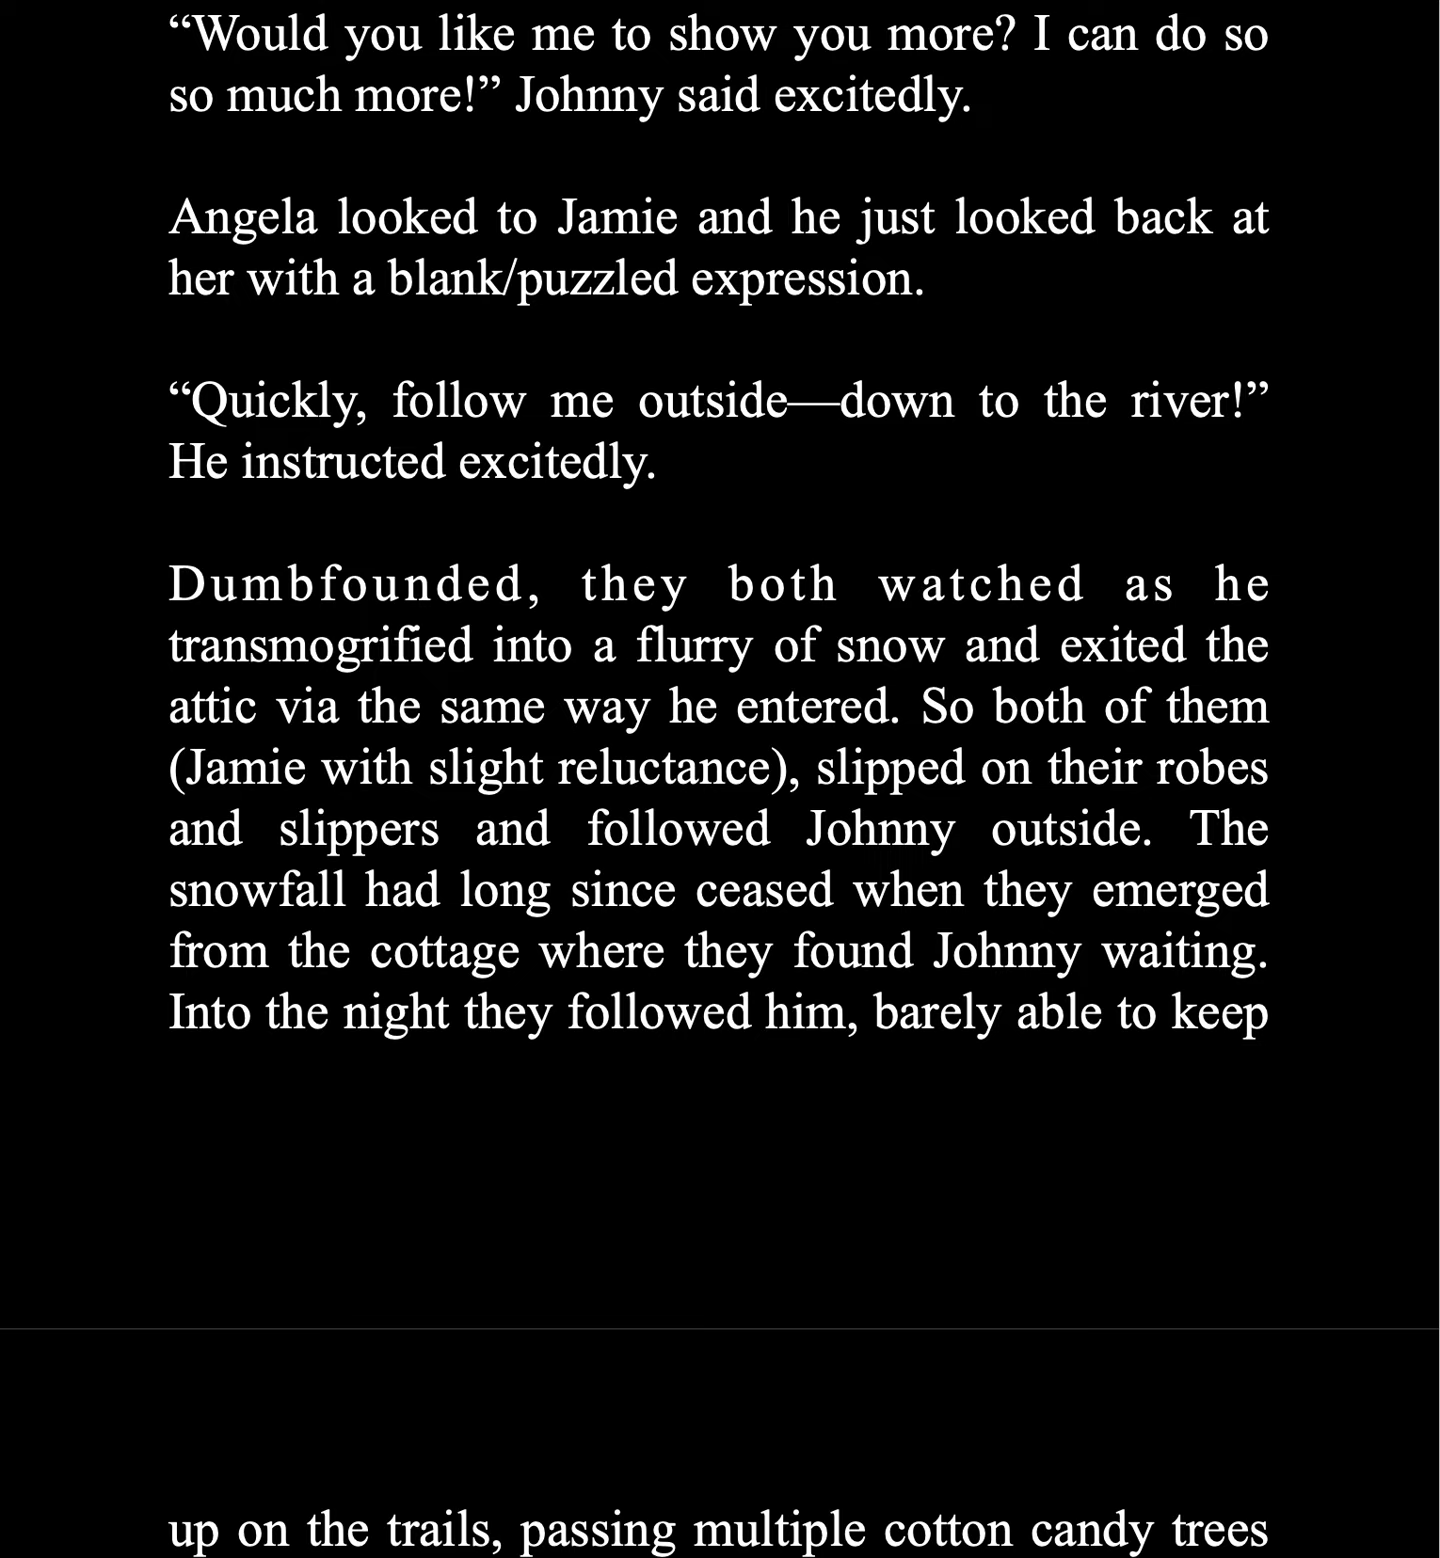 “Would you like me to show you more? I can do so
so much more!” Johnny said excitedly.
Angela looked to Jamie and he just looked back at
her with a blank/puzzled expression.
“Quickly, follow me outside—down to the river!”
He instructed excitedly.
Dumbfounded, they both watched as he
transmogrified into a flurry of snow and exited the
attic via the same way he entered. So both of them
(Jamie with slight reluctance), slipped on their robes
and slippers and followed Johnny outside. The
snowfall had long since ceased when they emerged
from the cottage where they found Johnny waiting.
Into the night they followed him, barely able to keep
up on the trails, passing multiple cotton candy trees